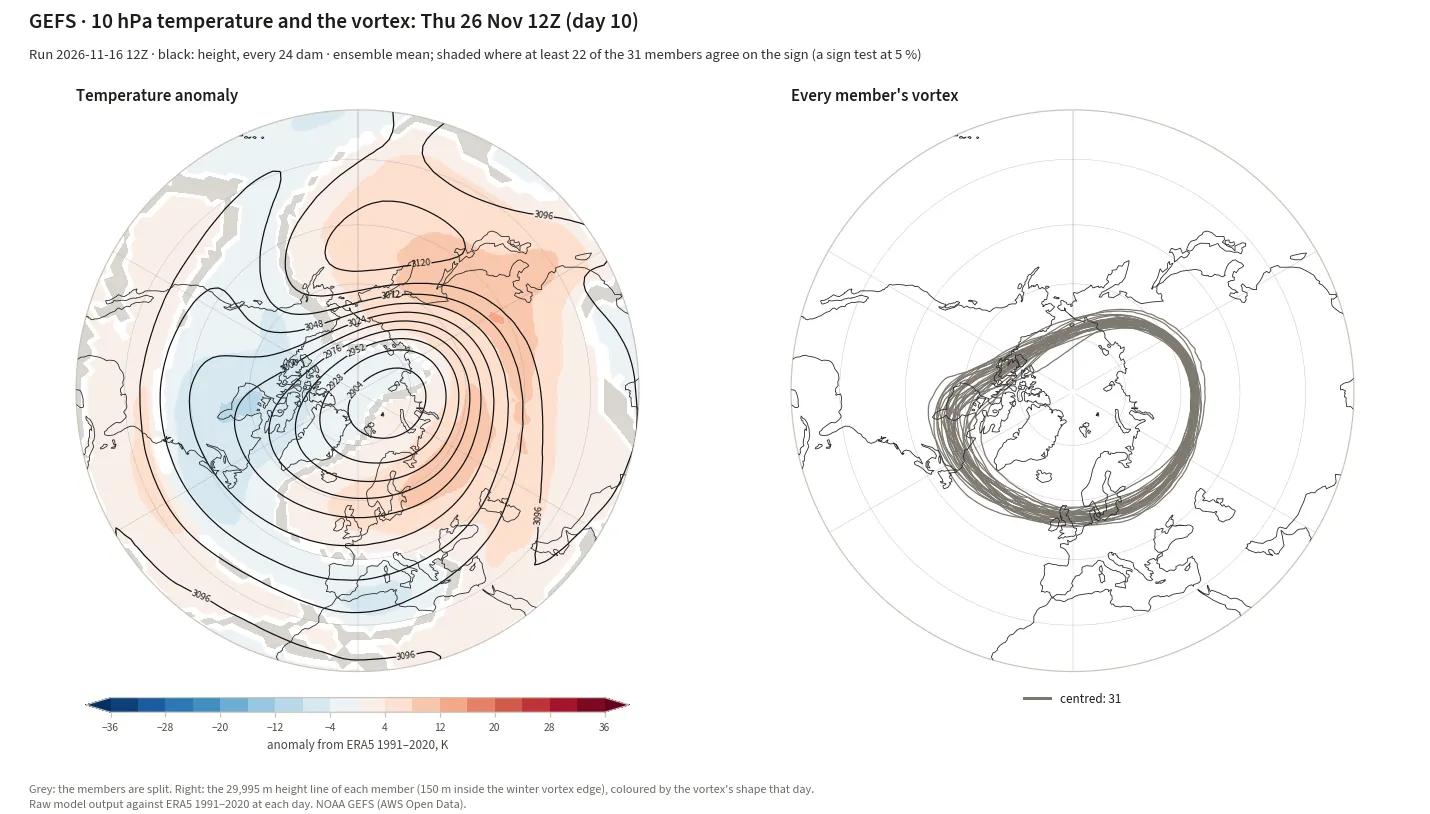 GEFS · 10 hPa temperature and the vortex: Thu 26 Nov 12Z (day 10)
Run 2026-11-16 12Z · black: height, every 24 dam · ensemble mean; shaded where at least 22 of the 31 members agree on the sign (a sign test at 5 %)
Temperature anomaly
Every member's vortex
3096
3120
3072
3048
3024
2976
2952
2928
2904
3096
3096
3096
centred: 31
−36 −28 −20 −12 −4 4 12 20 28 36
anomaly from ERA5 1991–2020, K
Grey: the members are split. Right: the 29,995 m height line of each member (150 m inside the winter vortex edge), coloured by the vortex's shape that day.
Raw model output against ERA5 1991–2020 at each day. NOAA GEFS (AWS Open Data).